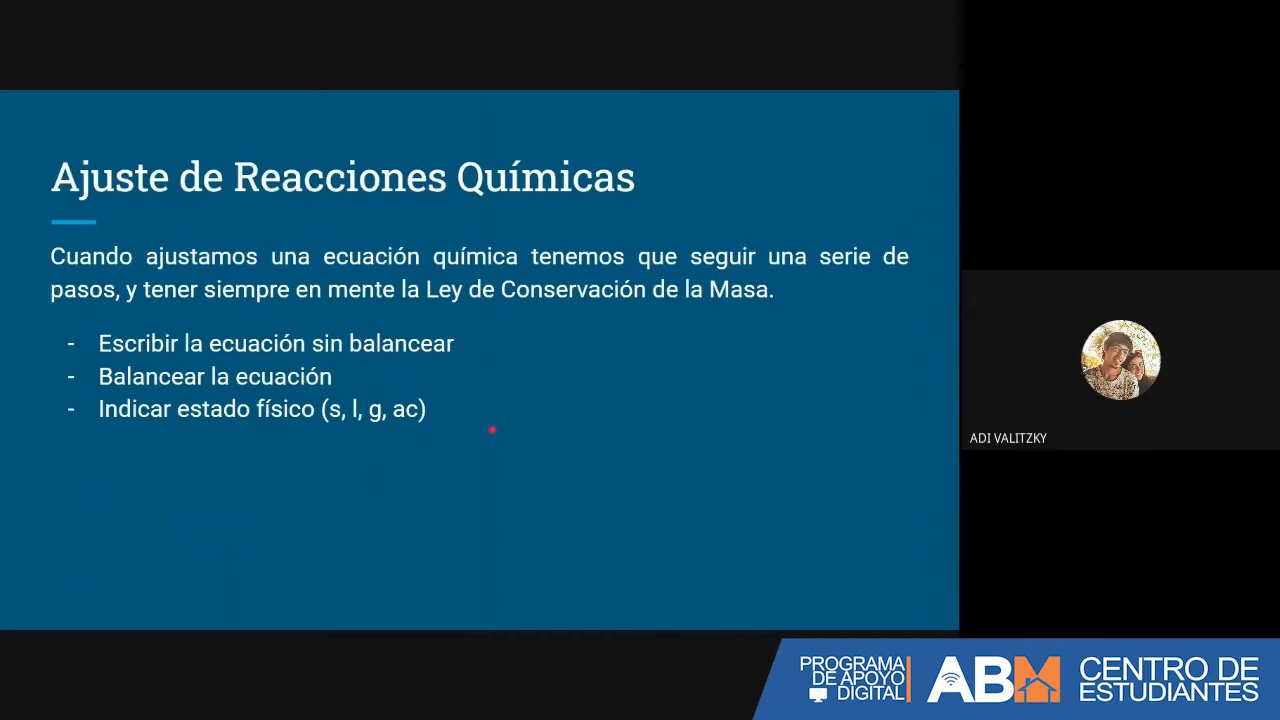 Ajuste de Reacciones Químicas
Cuando ajustamos una ecuación química tenemos que seguir una serie de
pasos, y tener siempre en mente la Ley de Conservación de la Masa.
- Escribir la ecuación sin balancear
- Balancear la ecuación
- Indicar estado físico (s, l, g, ac)
ADI VALITZKY
PROGRAMA
DE APOYO
DIGITAL
ABM
CENTRO DE
ESTUDIANTES